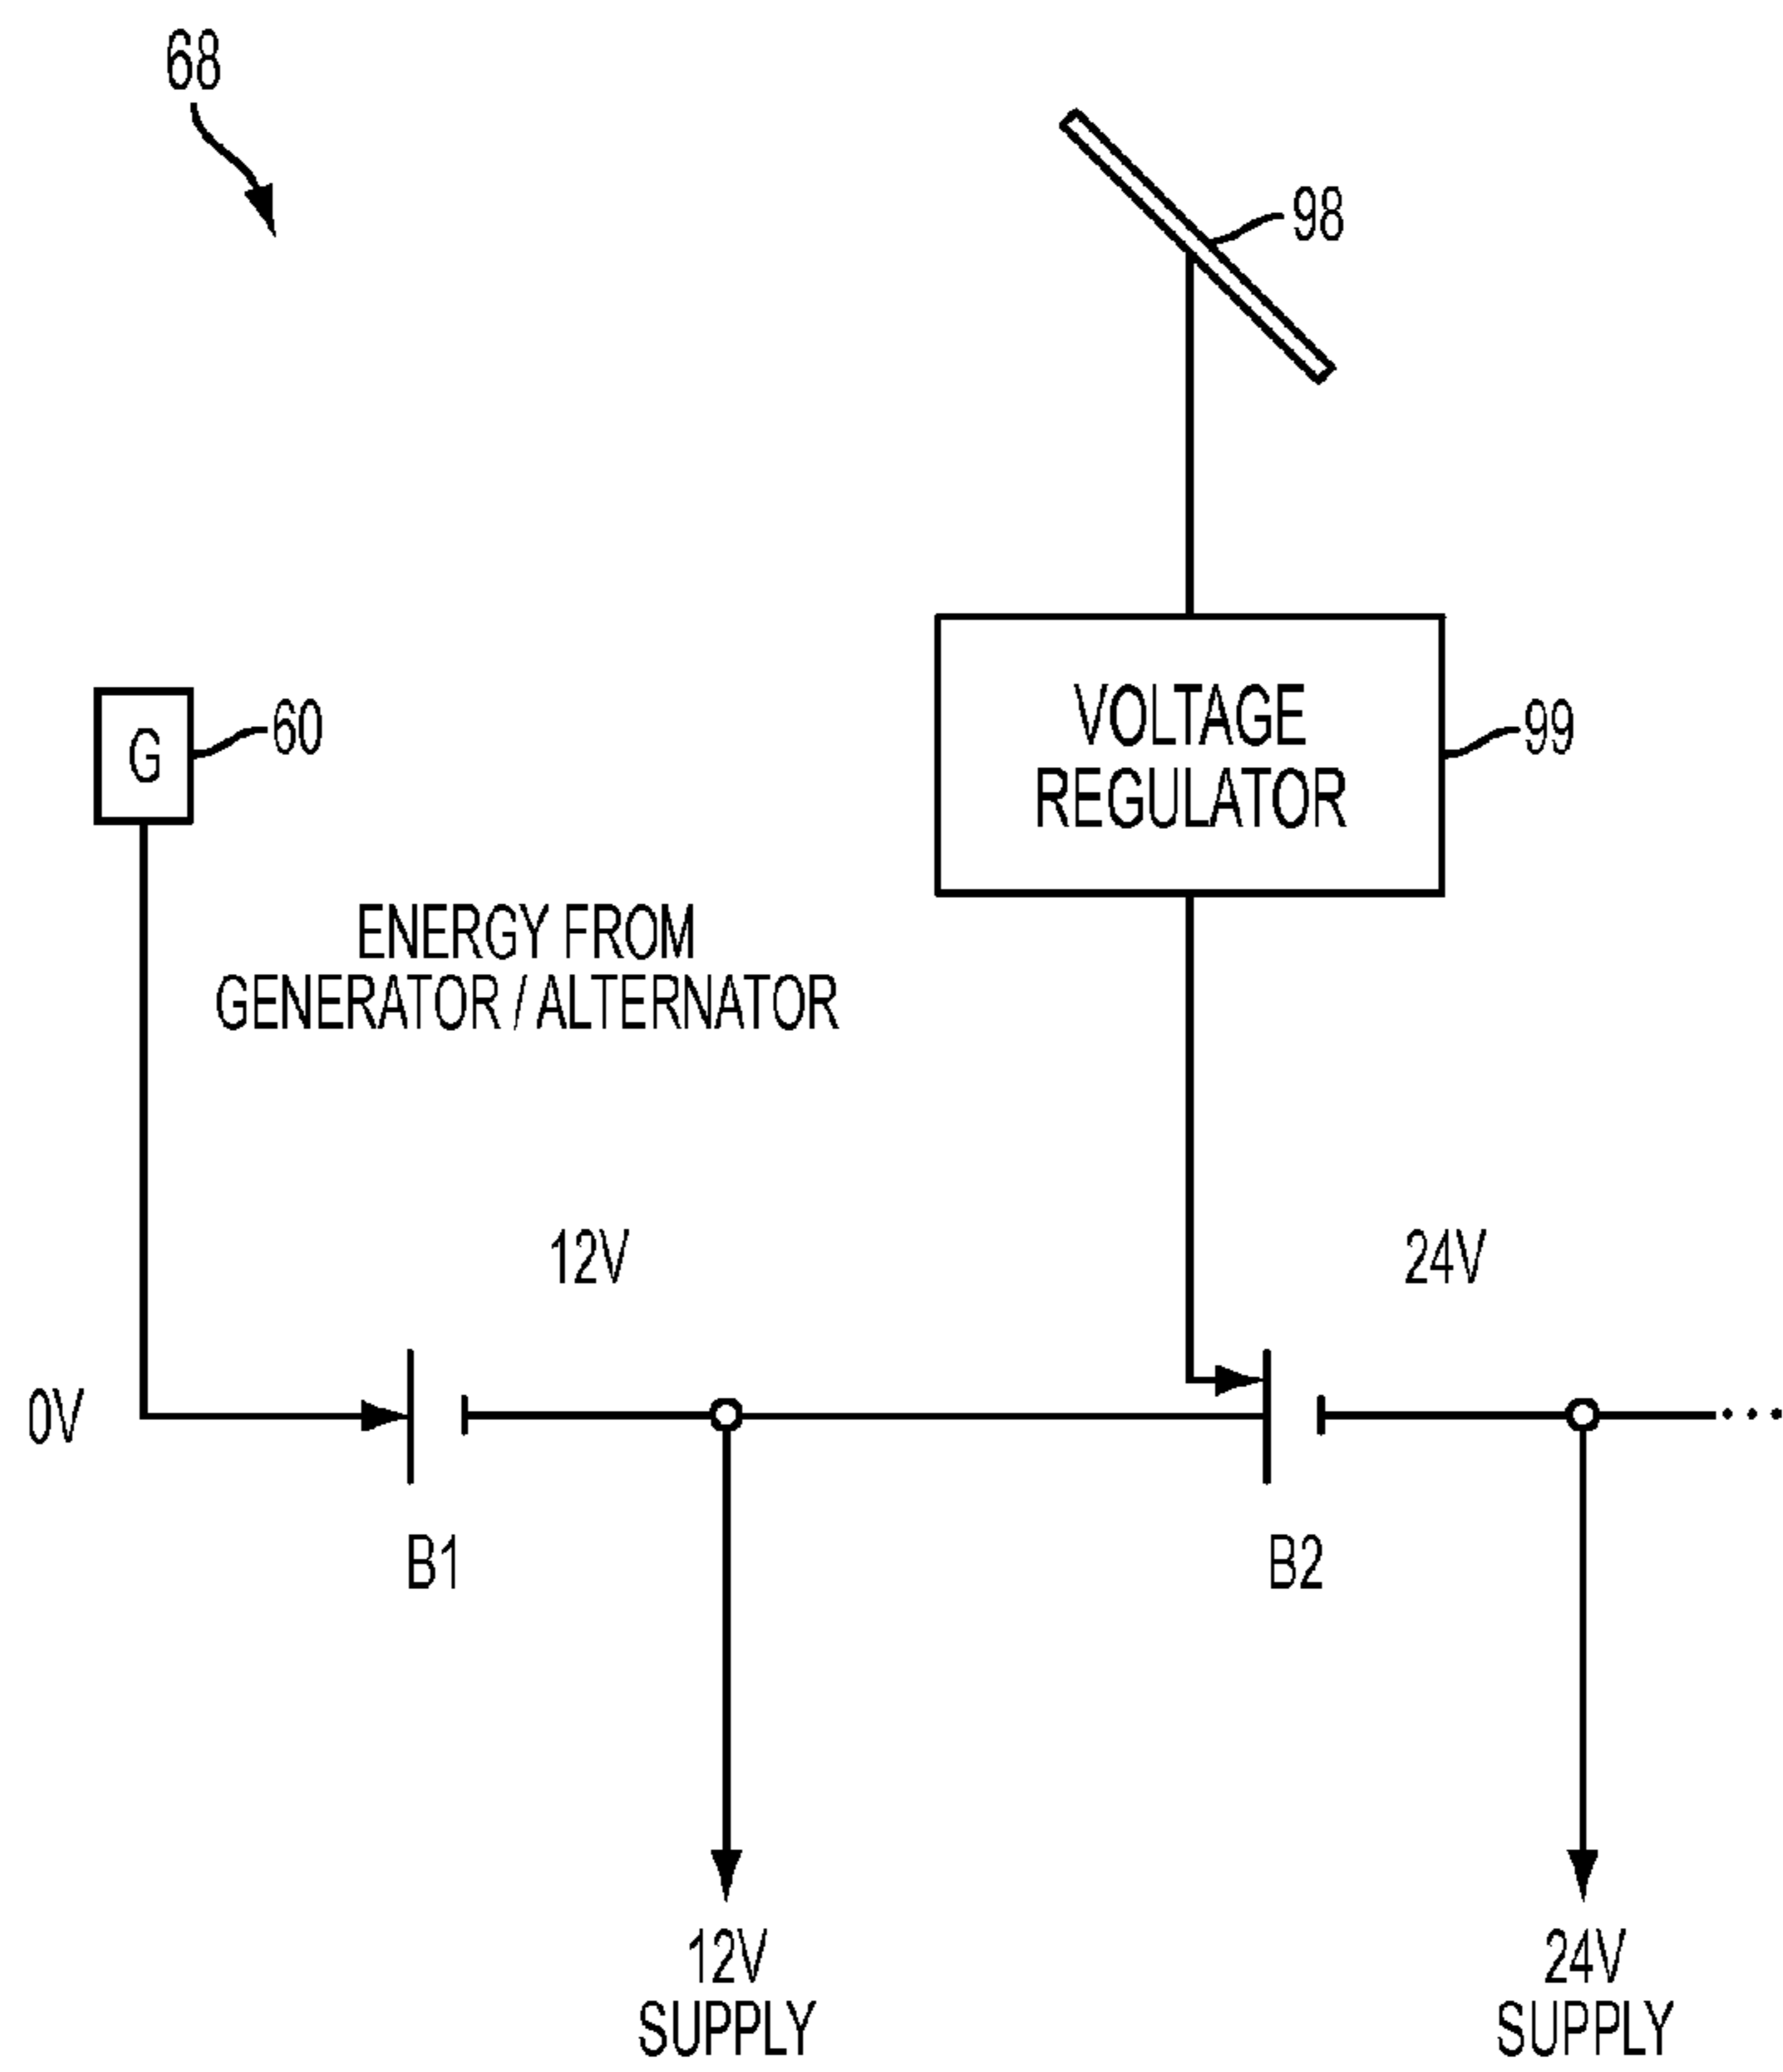 68
98
VOLTAGE
REGULATOR
99
G
60
ENERGY FROM
GENERATOR / ALTERNATOR
12V
24V
0V
B1
B2
12V
SUPPLY
24V
SUPPLY